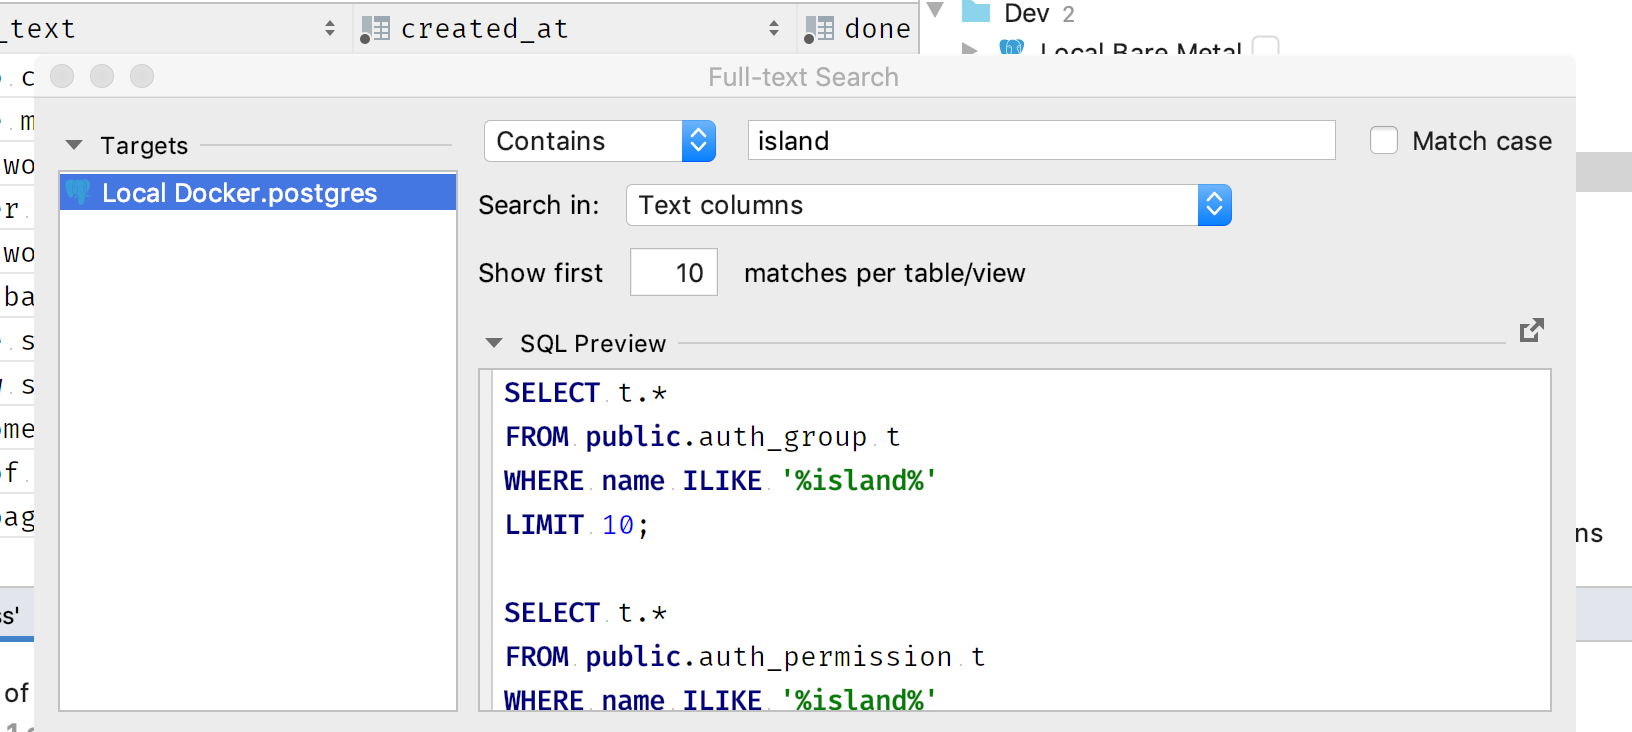 _text
created_at
done
Dev 2
Local Bare Metal
Full-text Search
Targets
Local Docker.postgres
Contains
island
Match case
Search in:
Text columns
Show first 10 matches per table/view
SQL Preview
SELECT t.*
FROM public.auth_group t
WHERE name ILIKE '%island%'
LIMIT 10;
SELECT t.*
FROM public.auth_permission t
WHERE name ILIKE '%island%'
. c
. m
wo
r .
wo
ba
. s
. s
ome
of .
ag
s'
of
ns